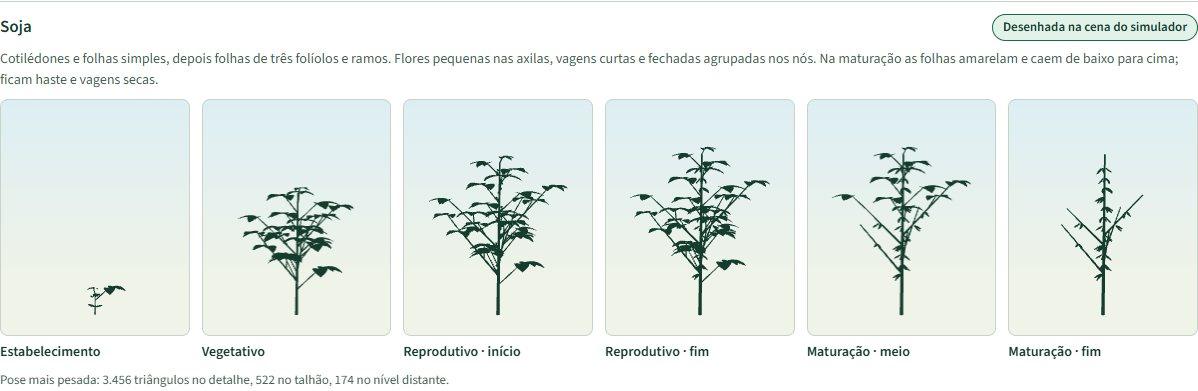 Soja
Desenhada na cena do simulador
Cotilédones e folhas simples, depois folhas de três folíolos e ramos. Flores pequenas nas axilas, vagens curtas e fechadas agrupadas nos nós. Na maturação as folhas amarelam e caem de baixo para cima;
ficam haste e vagens secas.
Estabelecimento
Vegetativo
Reprodutivo · início
Reprodutivo · fim
Maturação · meio
Maturação · fim
Pose mais pesada: 3.456 triângulos no detalhe, 522 no talhão, 174 no nível distante.